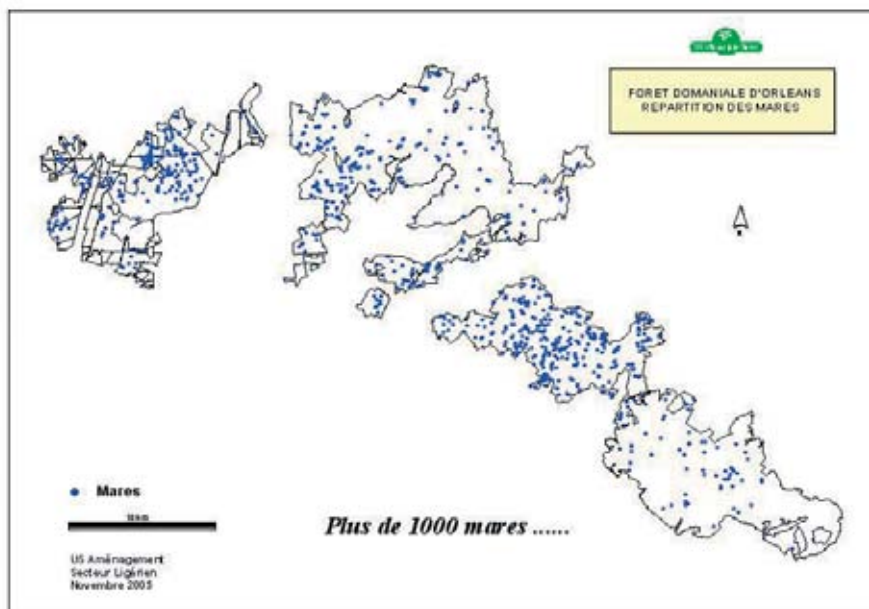 FORET DOMANIALE D'ORLEANS
REPARTITION DES MARES
Mares
Plus de 1000 mares ......
US Aménagement
Secteur Ligérien
Novembre 2005